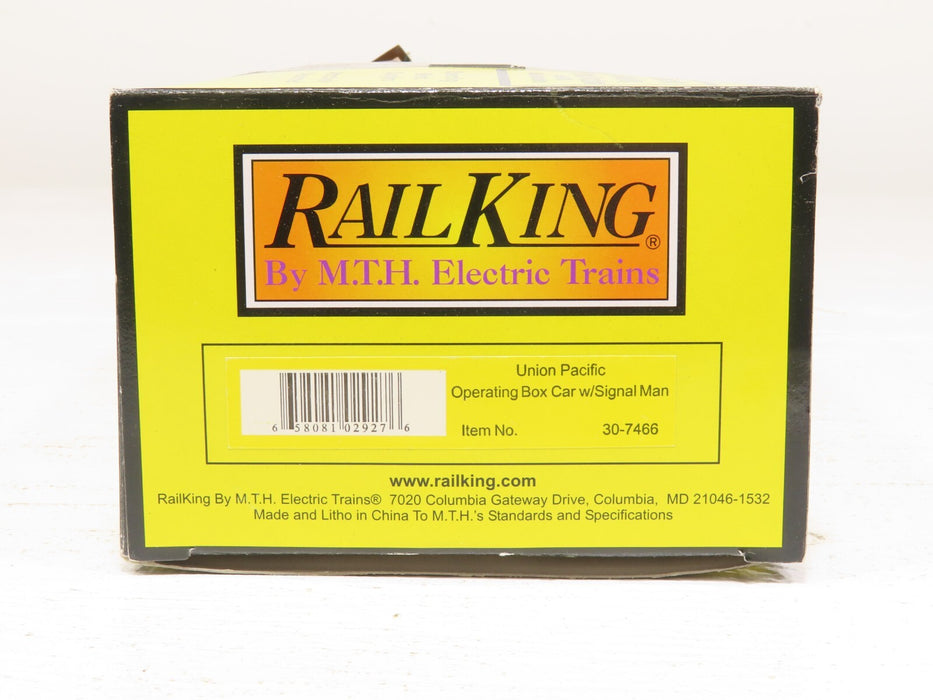 RAILKING®
By M.T.H. Electric Trains
Union Pacific
Operating Box Car w/Signal Man
6 58081 02927 6
Item No. 30-7466
www.railking.com
RailKing By M.T.H. Electric Trains® 7020 Columbia Gateway Drive, Columbia, MD 21046-1532
Made and Litho in China To M.T.H.'s Standards and Specifications